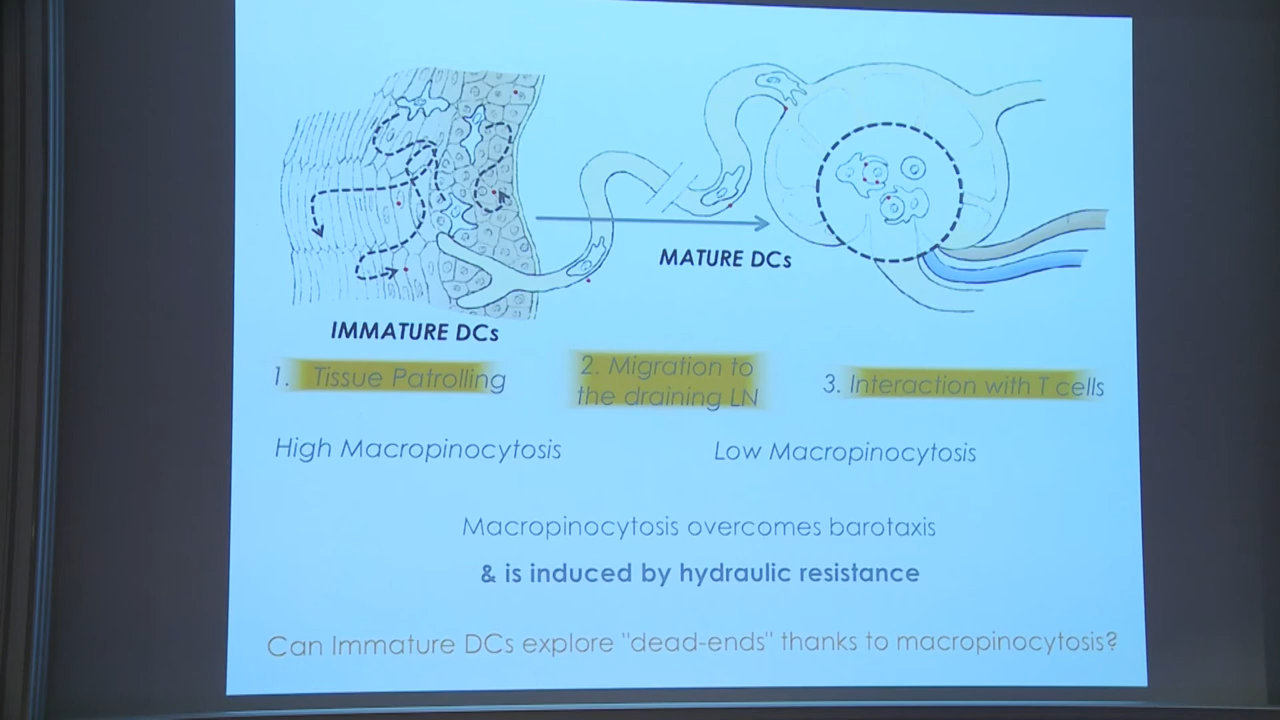 MATURE DCs
IMMATURE DCs
1. Tissue Patrolling
2. Migration to
the draining LN
3. Interaction with T cells
High Macropinocytosis
Low Macropinocytosis
Macropinocytosis overcomes barotaxis
& is induced by hydraulic resistance
Can Immature DCs explore "dead-ends" thanks to macropinocytosis?